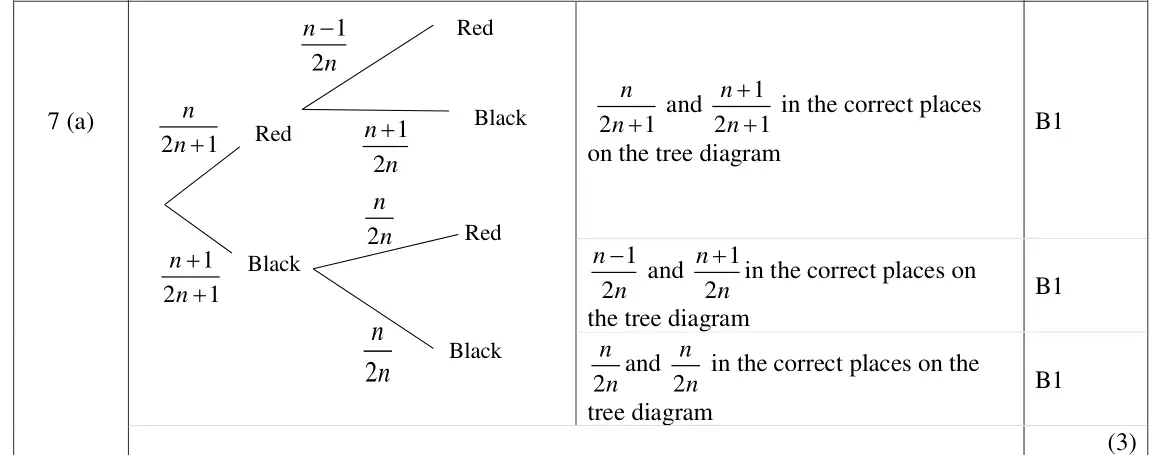 7 (a)
n−1
2n
Red
n
2n+1
Red
n+1
2n
Black
n
2n
Red
n+1
2n+1
Black
n
2n
Black
n/2n+1 and n+1/2n+1 in the correct places
on the tree diagram
B1
n−1/2n and n+1/2n in the correct places on
the tree diagram
B1
n/2n and n/2n in the correct places on the
tree diagram
B1
(3)